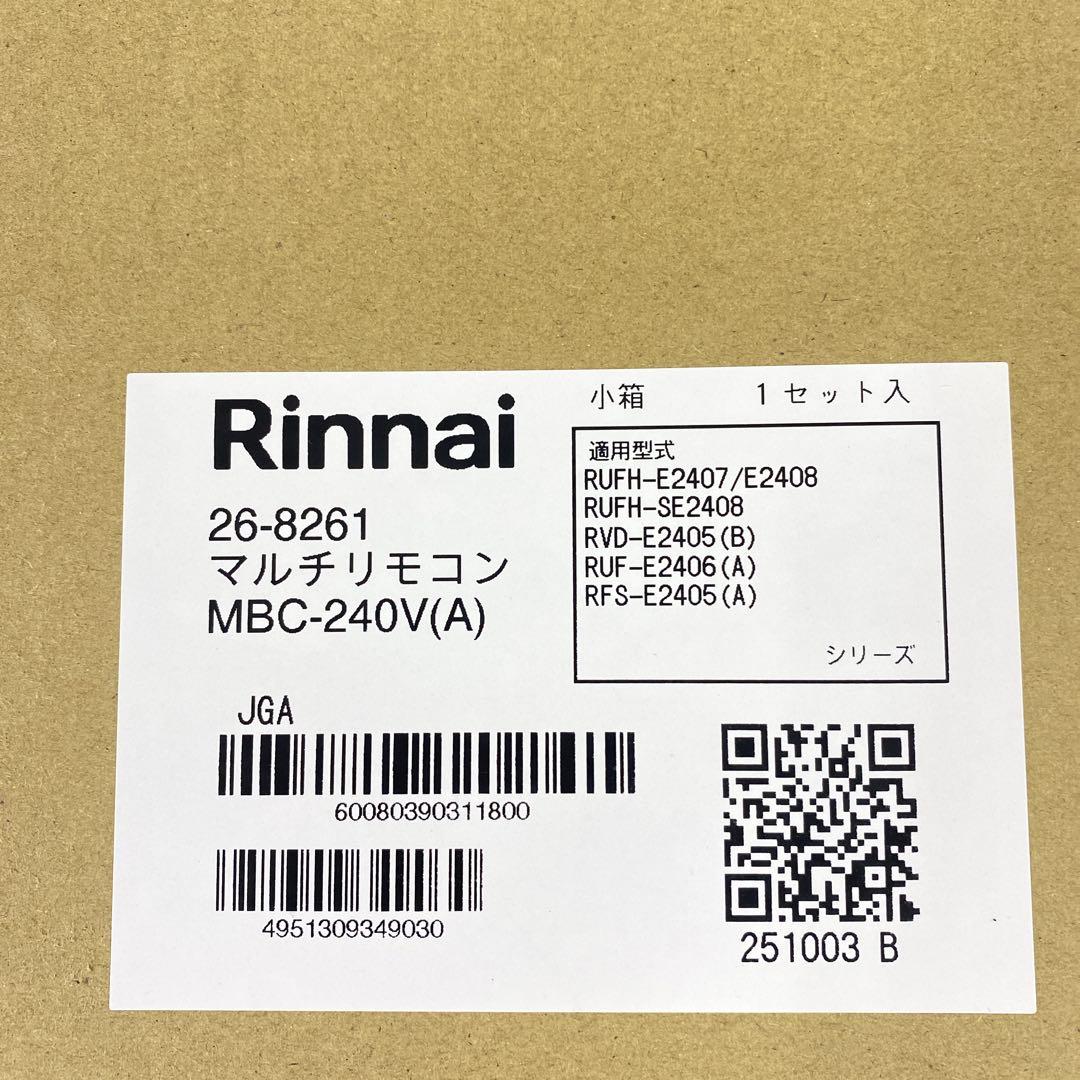 Rinnai
小箱 1セット入
26-8261
マルチリモコン
MBC-240V(A)
適用型式
RUFH-E2407/E2408
RUFH-SE2408
RVD-E2405(B)
RUF-E2406(A)
RFS-E2405(A)
シリーズ
JGA
60080390311800
4951309349030
251003 B